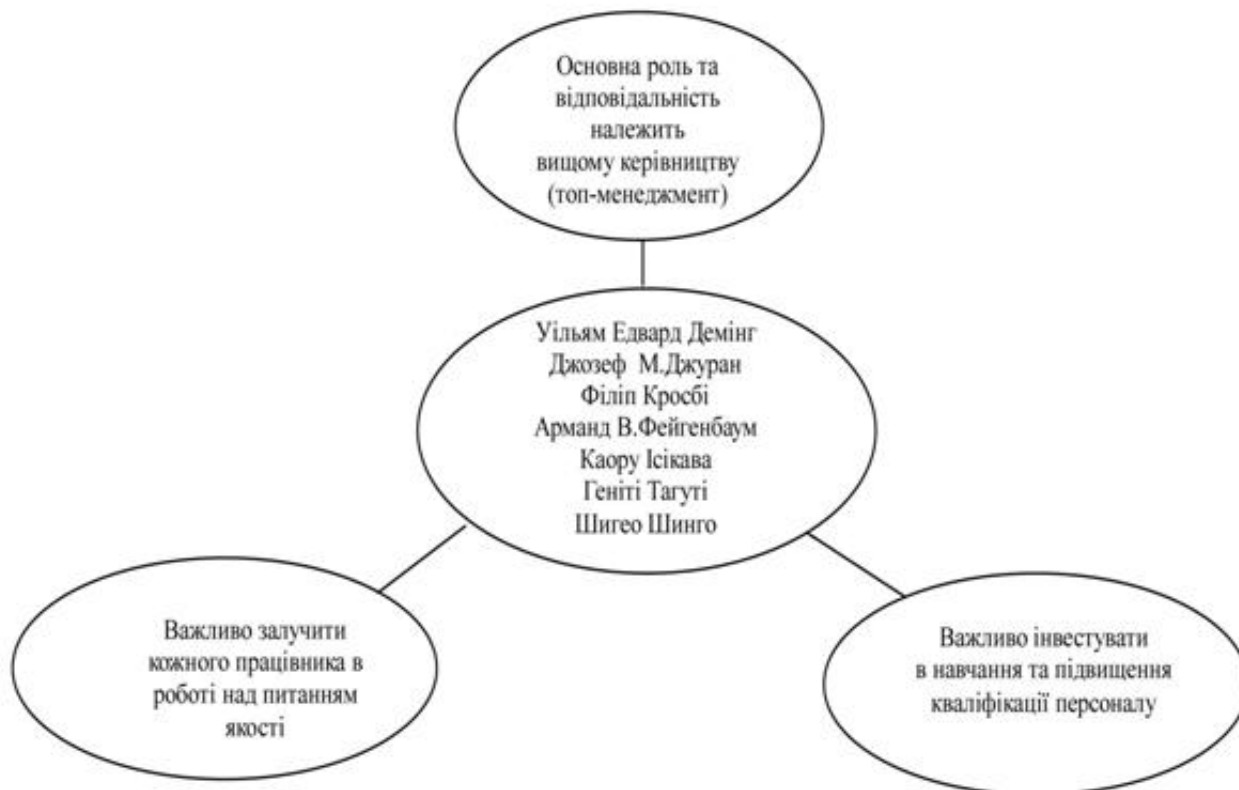 Основна роль та
відповідальність
належить
вищому керівництву
(топ-менеджмент)
Уільям Едвард Демінг
Джозеф М.Джуран
Філіп Кросбі
Арманд В.Фейгенбаум
Каору Ісікава
Геніті Тагуті
Шигео Шинго
Важливо залучити
кожного працівника в
роботі над питанням
якості
Важливо інвестувати
в навчання та підвищення
кваліфікації персоналу